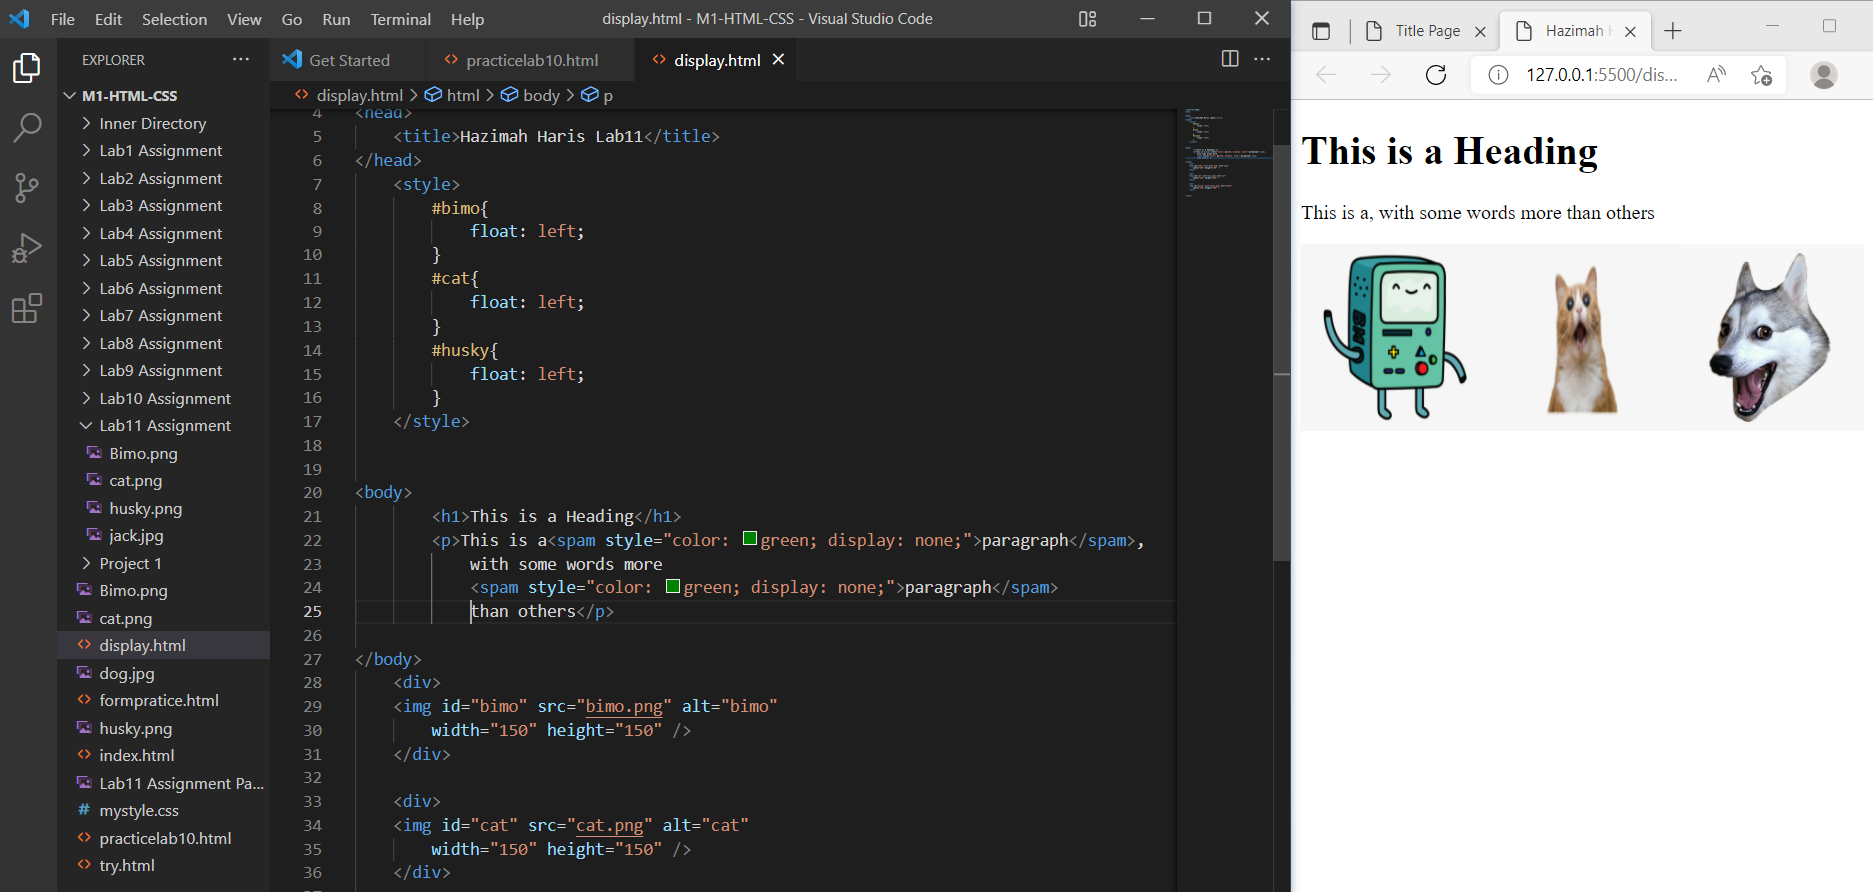 File Edit Selection View Go Run Terminal Help
display.html - M1-HTML-CSS - Visual Studio Code
EXPLORER
M1-HTML-CSS
Inner Directory
Lab1 Assignment
Lab2 Assignment
Lab3 Assignment
Lab4 Assignment
Lab5 Assignment
Lab6 Assignment
Lab7 Assignment
Lab8 Assignment
Lab9 Assignment
Lab10 Assignment
Lab11 Assignment
Bimo.png
cat.png
husky.png
jack.jpg
Project 1
Bimo.png
cat.png
display.html
dog.jpg
formpratice.html
husky.png
index.html
Lab11 Assignment Pa...
mystyle.css
practicelab10.html
try.html
Get Started
practicelab10.html
display.html
display.html > html > body > p
4 <head>
5 <title>Hazimah Haris Lab11</title>
6 </head>
7 <style>
8 #bimo{
9 float: left;
10 }
11 #cat{
12 float: left;
13 }
14 #husky{
15 float: left;
16 }
17 </style>
18
19
20 <body>
21 <h1>This is a Heading</h1>
22 <p>This is a<spam style="color: green; display: none;">paragraph</spam>,
23 with some words more
24 <spam style="color: green; display: none;">paragraph</spam>
25 than others</p>
26
27 </body>
28 <div>
29 <img id="bimo" src="bimo.png" alt="bimo"
30 width="150" height="150" />
31 </div>
32
33 <div>
34 <img id="cat" src="cat.png" alt="cat"
35 width="150" height="150" />
36 </div>
Title Page
Hazimah
127.0.0.1:5500/dis...
This is a Heading
This is a, with some words more than others